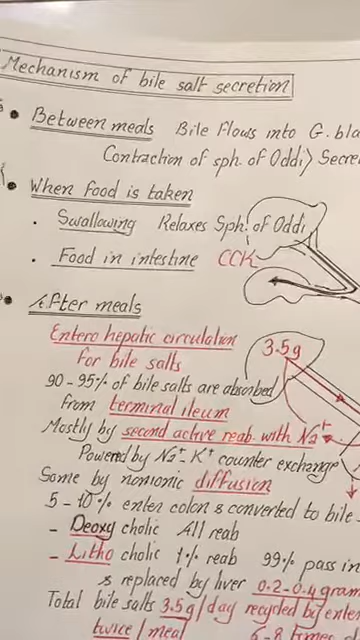 Mechanism of bile salt secretion
Between meals Bile Flows into G. bla
Contraction of sph. of Oddi > Secre
When food is taken
Swallowing Relaxes Sph. of Oddi
Food in intestine CCK
After meals
Entero hepatic circulation
for bile salts
3.5g
90-95% of bile salts are absorbed
from terminal ileum
Mostly by second active reab. with Na+
Powered by Na+ K+ counter exchange
Some by nonionic diffusion
5-10% enter colon & converted to bile
- Deoxy cholic All reab
- Litho cholic 1% reab 99% pass in
& replaced by liver 0.2-0.4 gram
Total bile salts 3.5g/day recycled by enter
twice/meal 6-8 times